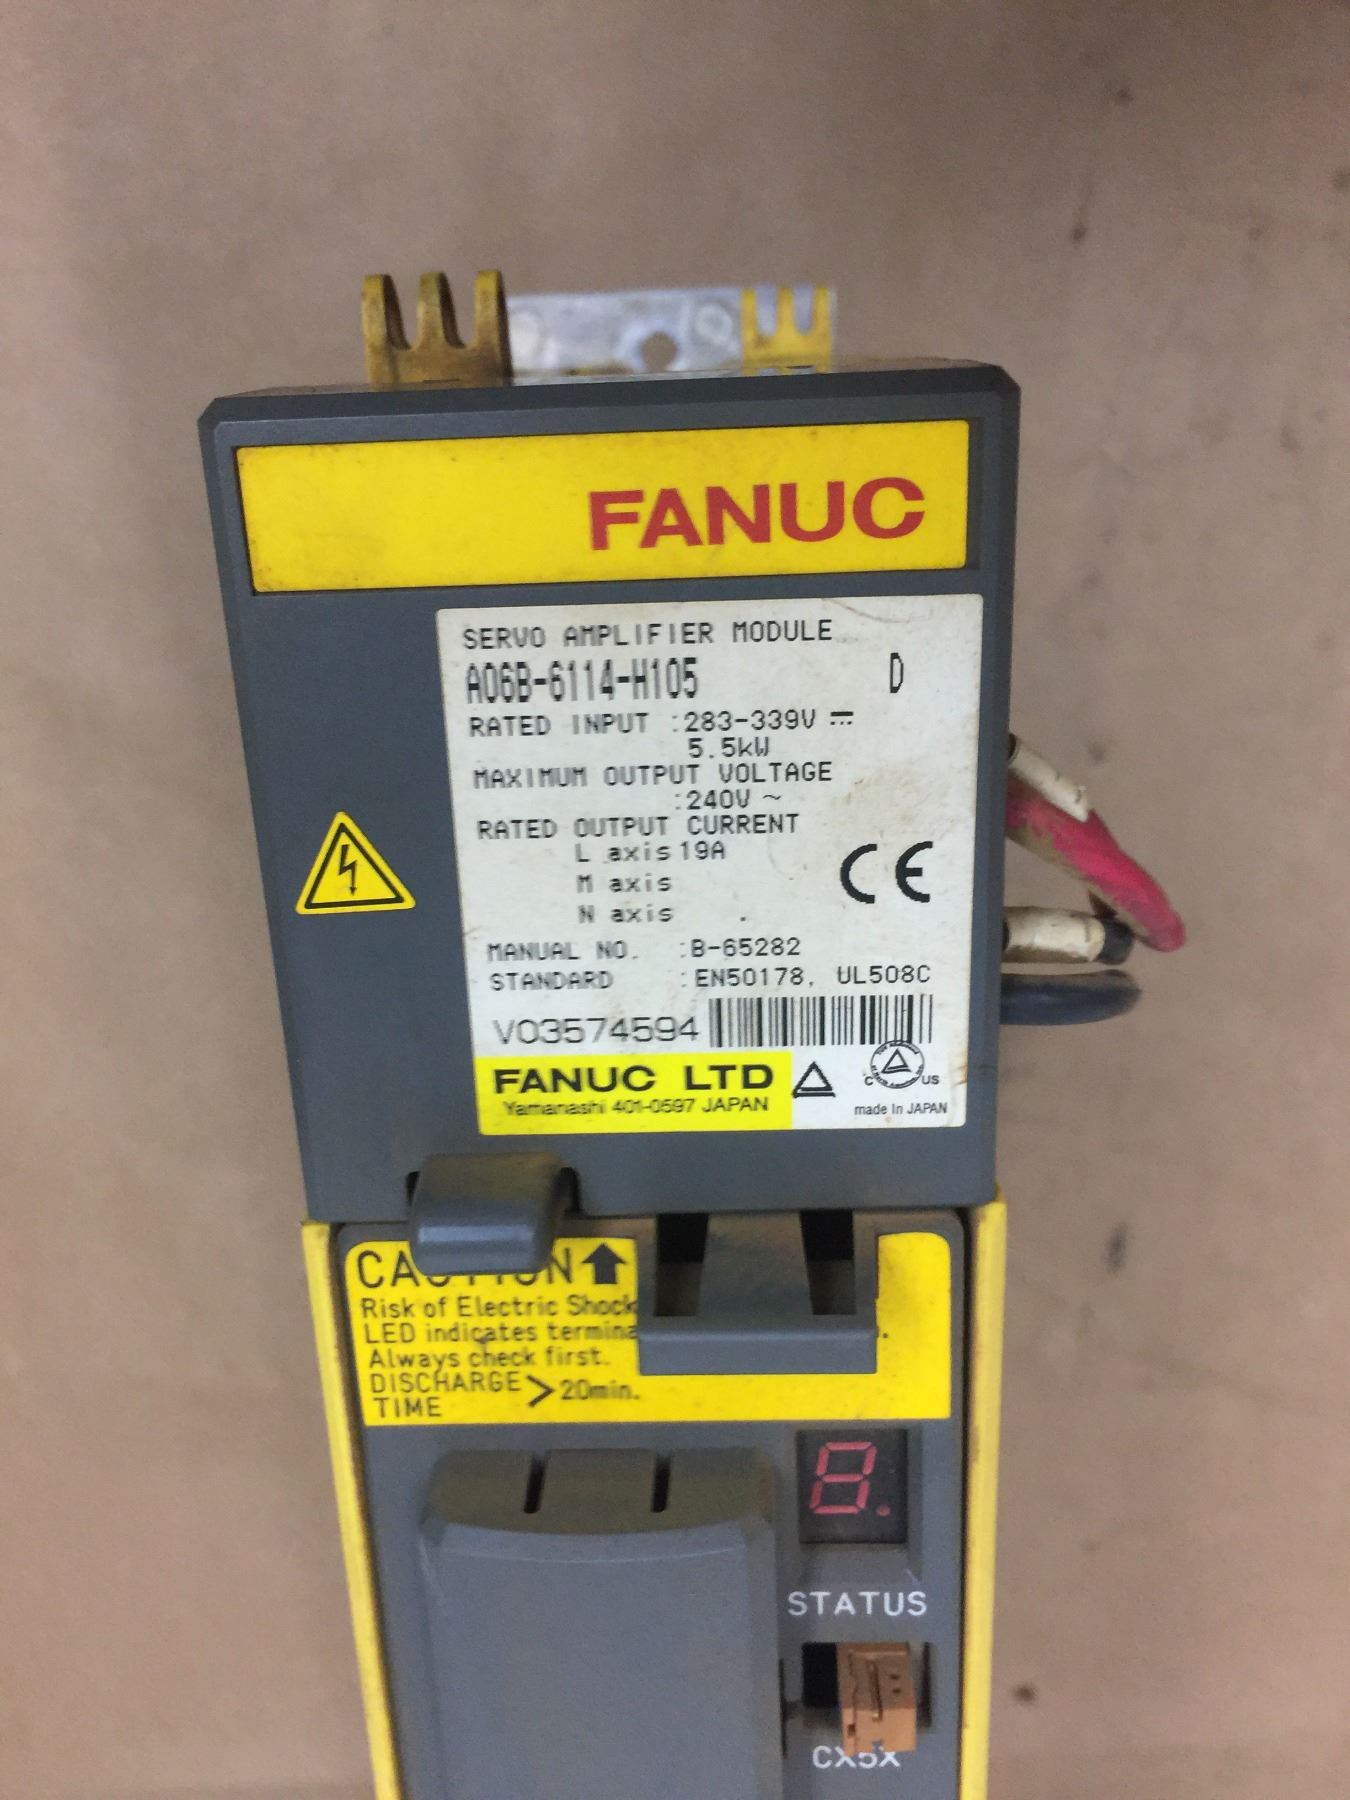 FANUC
SERVO AMPLIFIER MODULE
A06B-6114-H105 D
RATED INPUT :283-339V ⎓
5.5kW
MAXIMUM OUTPUT VOLTAGE
:240V ~
RATED OUTPUT CURRENT
L axis 19A
M axis
N axis
CE
MANUAL NO. :B-65282
STANDARD :EN50178, UL508C
V03574594
FANUC LTD
Yamanashi 401-0597 JAPAN
C US
made In JAPAN
Risk of Electric Shock
LED indicates
Always check first.
DISCHARGE > 20min.
TIME
8.
STATUS
CX5X